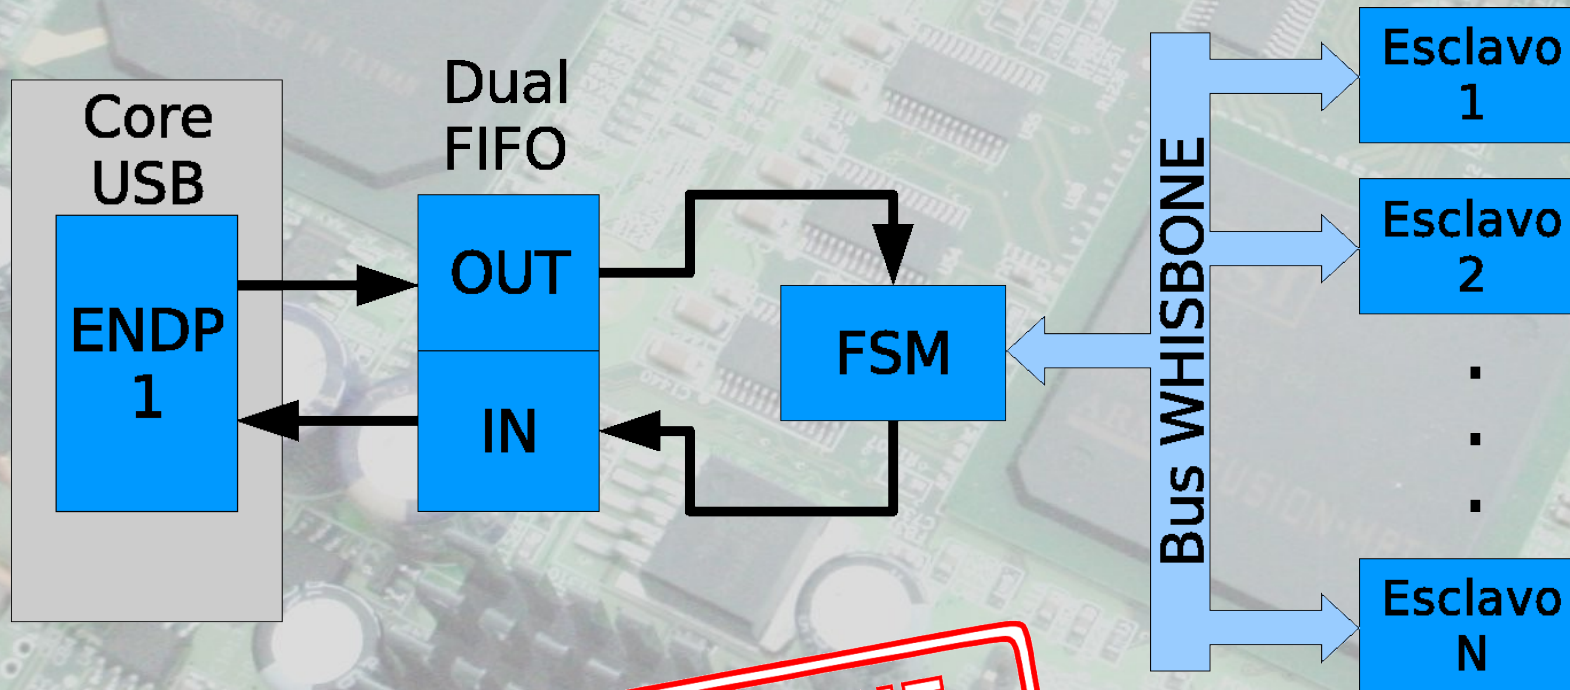 Core
USB
ENDP
1
Dual
FIFO
OUT
IN
FSM
Bus WHISBONE
Esclavo
1
Esclavo
2
.
.
.
Esclavo
N